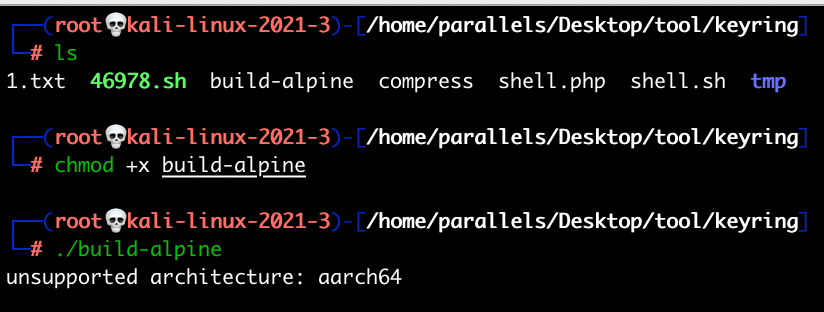 ┌──(root💀kali-linux-2021-3)-[/home/parallels/Desktop/tool/keyring]
└─# ls
1.txt  46978.sh  build-alpine  compress  shell.php  shell.sh  tmp
┌──(root💀kali-linux-2021-3)-[/home/parallels/Desktop/tool/keyring]
└─# chmod +x build-alpine
┌──(root💀kali-linux-2021-3)-[/home/parallels/Desktop/tool/keyring]
└─# ./build-alpine
unsupported architecture: aarch64